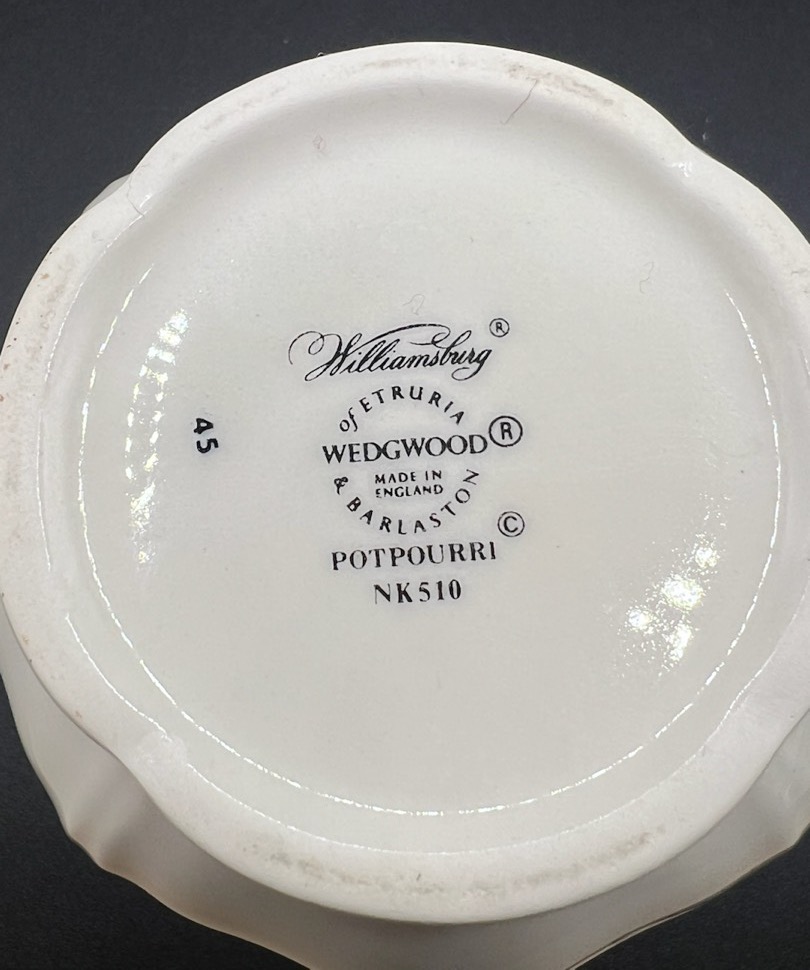 Williamsburg®
of ETRURIA
WEDGWOOD®
MADE IN
ENGLAND
& BARLASTON
POTPOURRI©
NK510
45